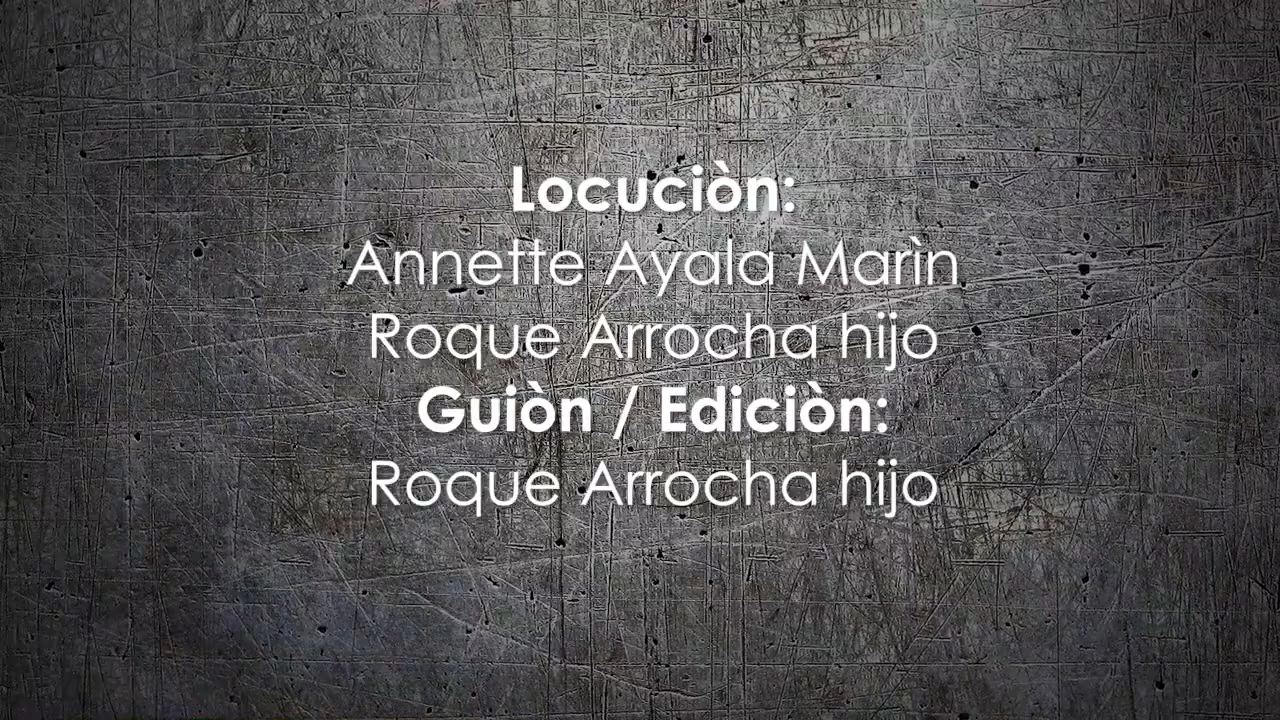 Locuciòn:
Annette Ayala Marìn
Roque Arrocha hijo
Guiòn / Ediciòn:
Roque Arrocha hijo